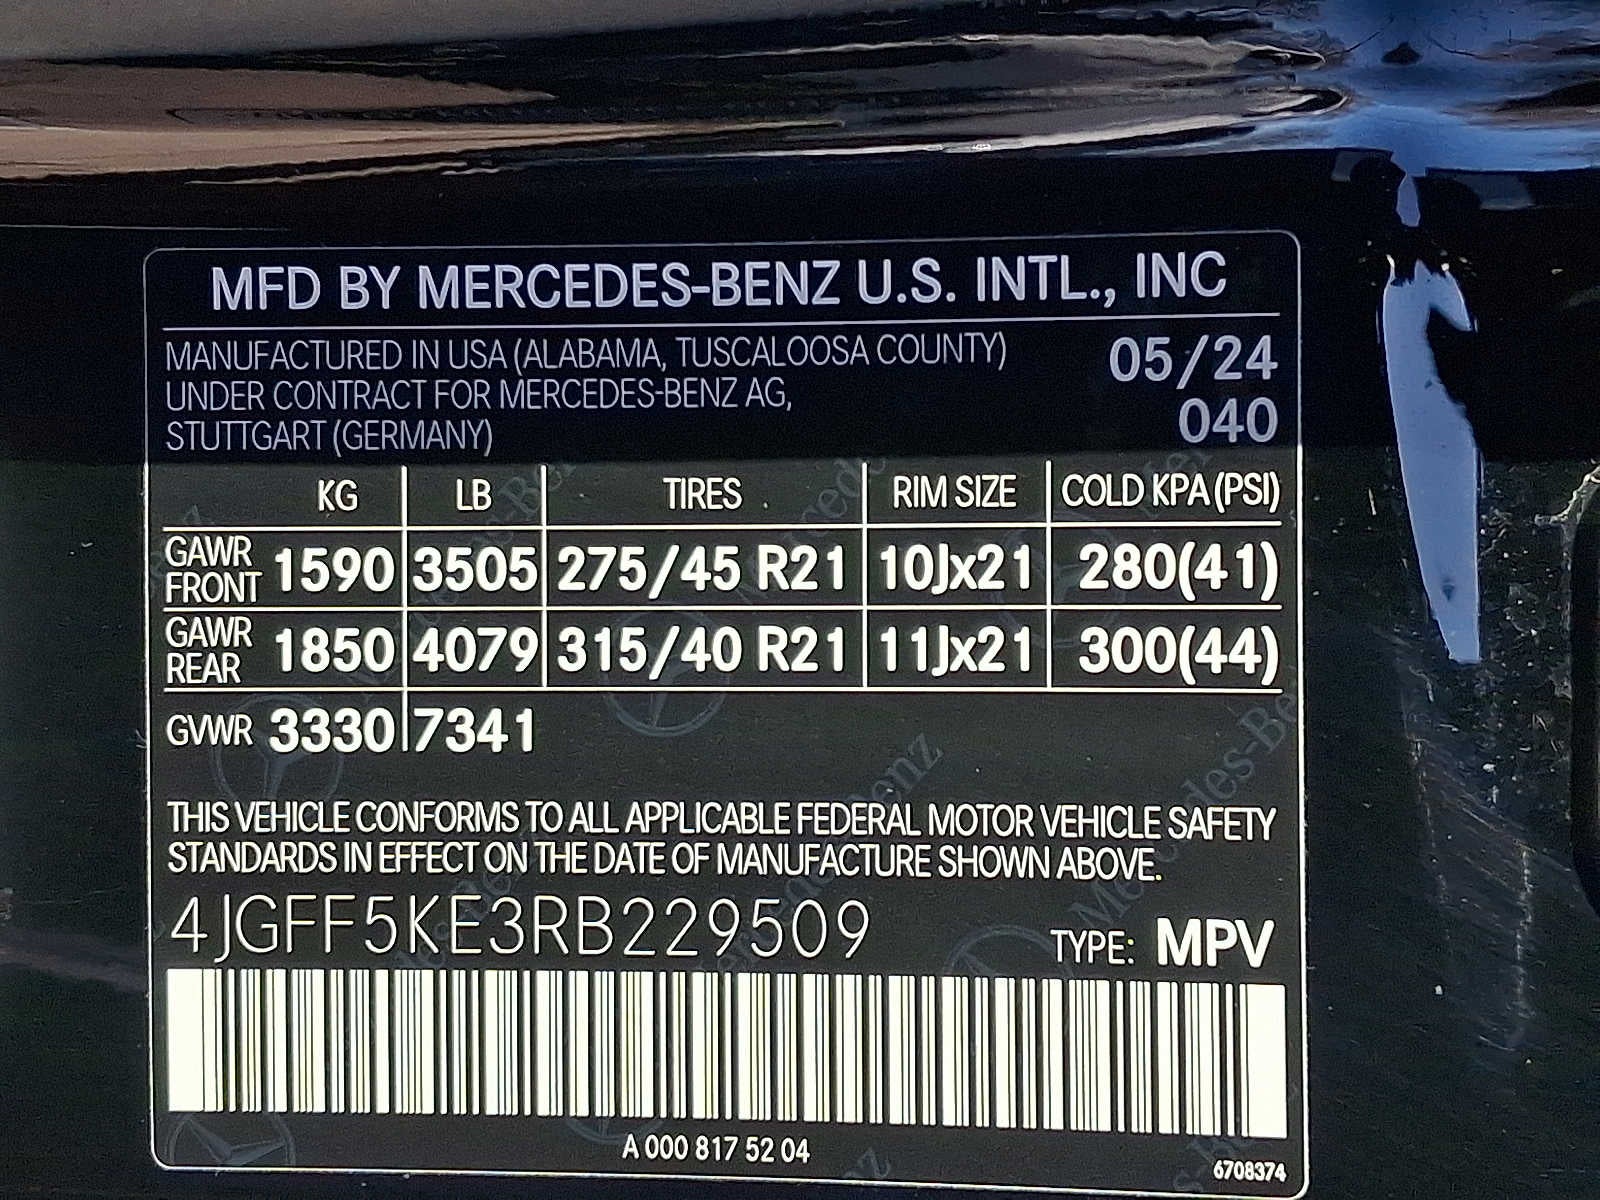 MFD BY MERCEDES-BENZ U.S. INTL., INC
MANUFACTURED IN USA (ALABAMA, TUSCALOOSA COUNTY) 05/24
UNDER CONTRACT FOR MERCEDES-BENZ AG, 040
STUTTGART (GERMANY)
KG LB TIRES RIM SIZE COLD KPA (PSI)
GAWR FRONT 1590 3505 275/45 R21 10Jx21 280(41)
GAWR REAR 1850 4079 315/40 R21 11Jx21 300(44)
GVWR 3330 7341
THIS VEHICLE CONFORMS TO ALL APPLICABLE FEDERAL MOTOR VEHICLE SAFETY
STANDARDS IN EFFECT ON THE DATE OF MANUFACTURE SHOWN ABOVE.
4JGFF5KE3RB229509 TYPE: MPV
A 000 817 52 04
6708374